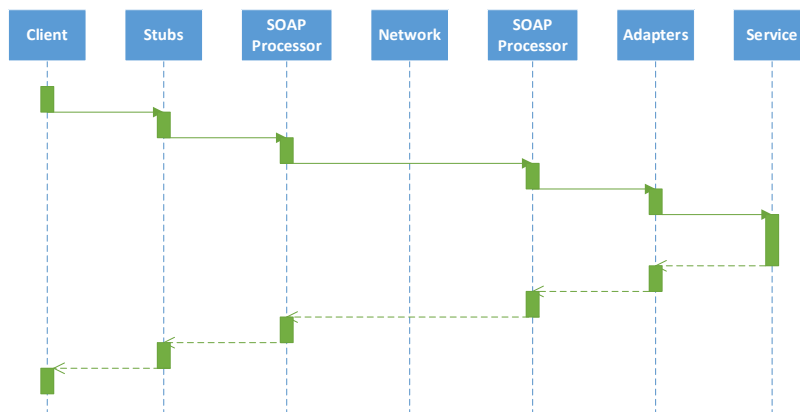 Client
Stubs
SOAP
Processor
Network
SOAP
Processor
Adapters
Service